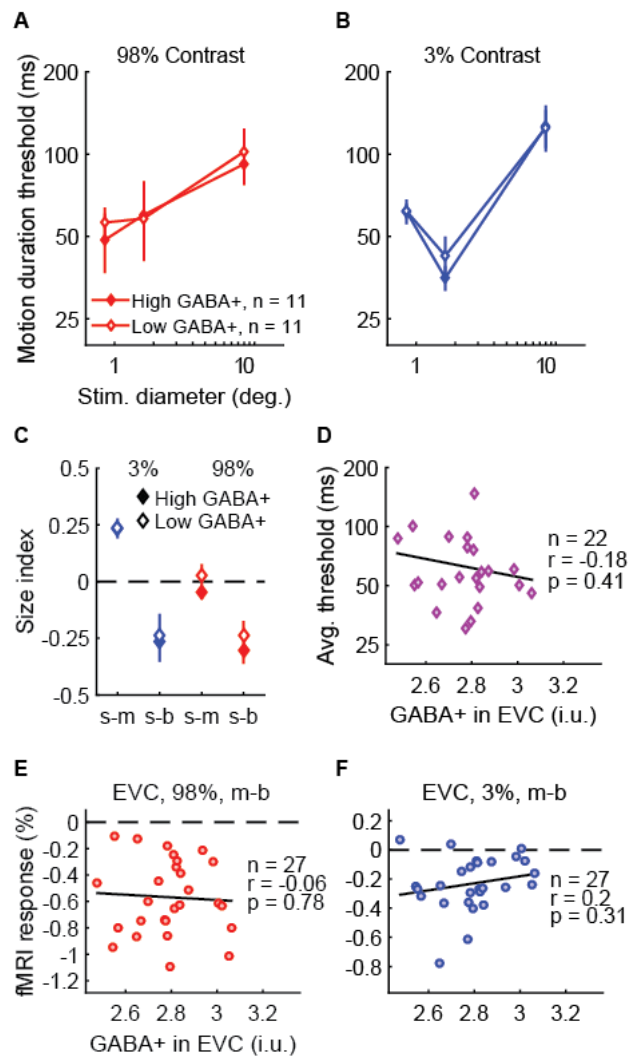 A
98% Contrast
Motion duration threshold (ms)
200
100
50
25
High GABA+, n = 11
Low GABA+, n = 11
1
10
Stim. diameter (deg.)
B
3% Contrast
200
100
50
25
1
10
C
3%
98%
High GABA+
Low GABA+
Size index
0.5
0.25
0
-0.25
-0.5
s-m
s-b
s-m
s-b
D
Avg. threshold (ms)
200
100
50
25
n = 22
r = -0.18
p = 0.41
2.6
2.8
3
3.2
GABA+ in EVC (i.u.)
E
EVC, 98%, m-b
fMRI response (%)
0
-0.2
-0.4
-0.6
-0.8
-1
-1.2
n = 27
r = -0.06
p = 0.78
2.6
2.8
3
3.2
GABA+ in EVC (i.u.)
F
EVC, 3%, m-b
0.2
0
-0.2
-0.4
-0.6
-0.8
n = 27
r = 0.2
p = 0.31
2.6
2.8
3
3.2